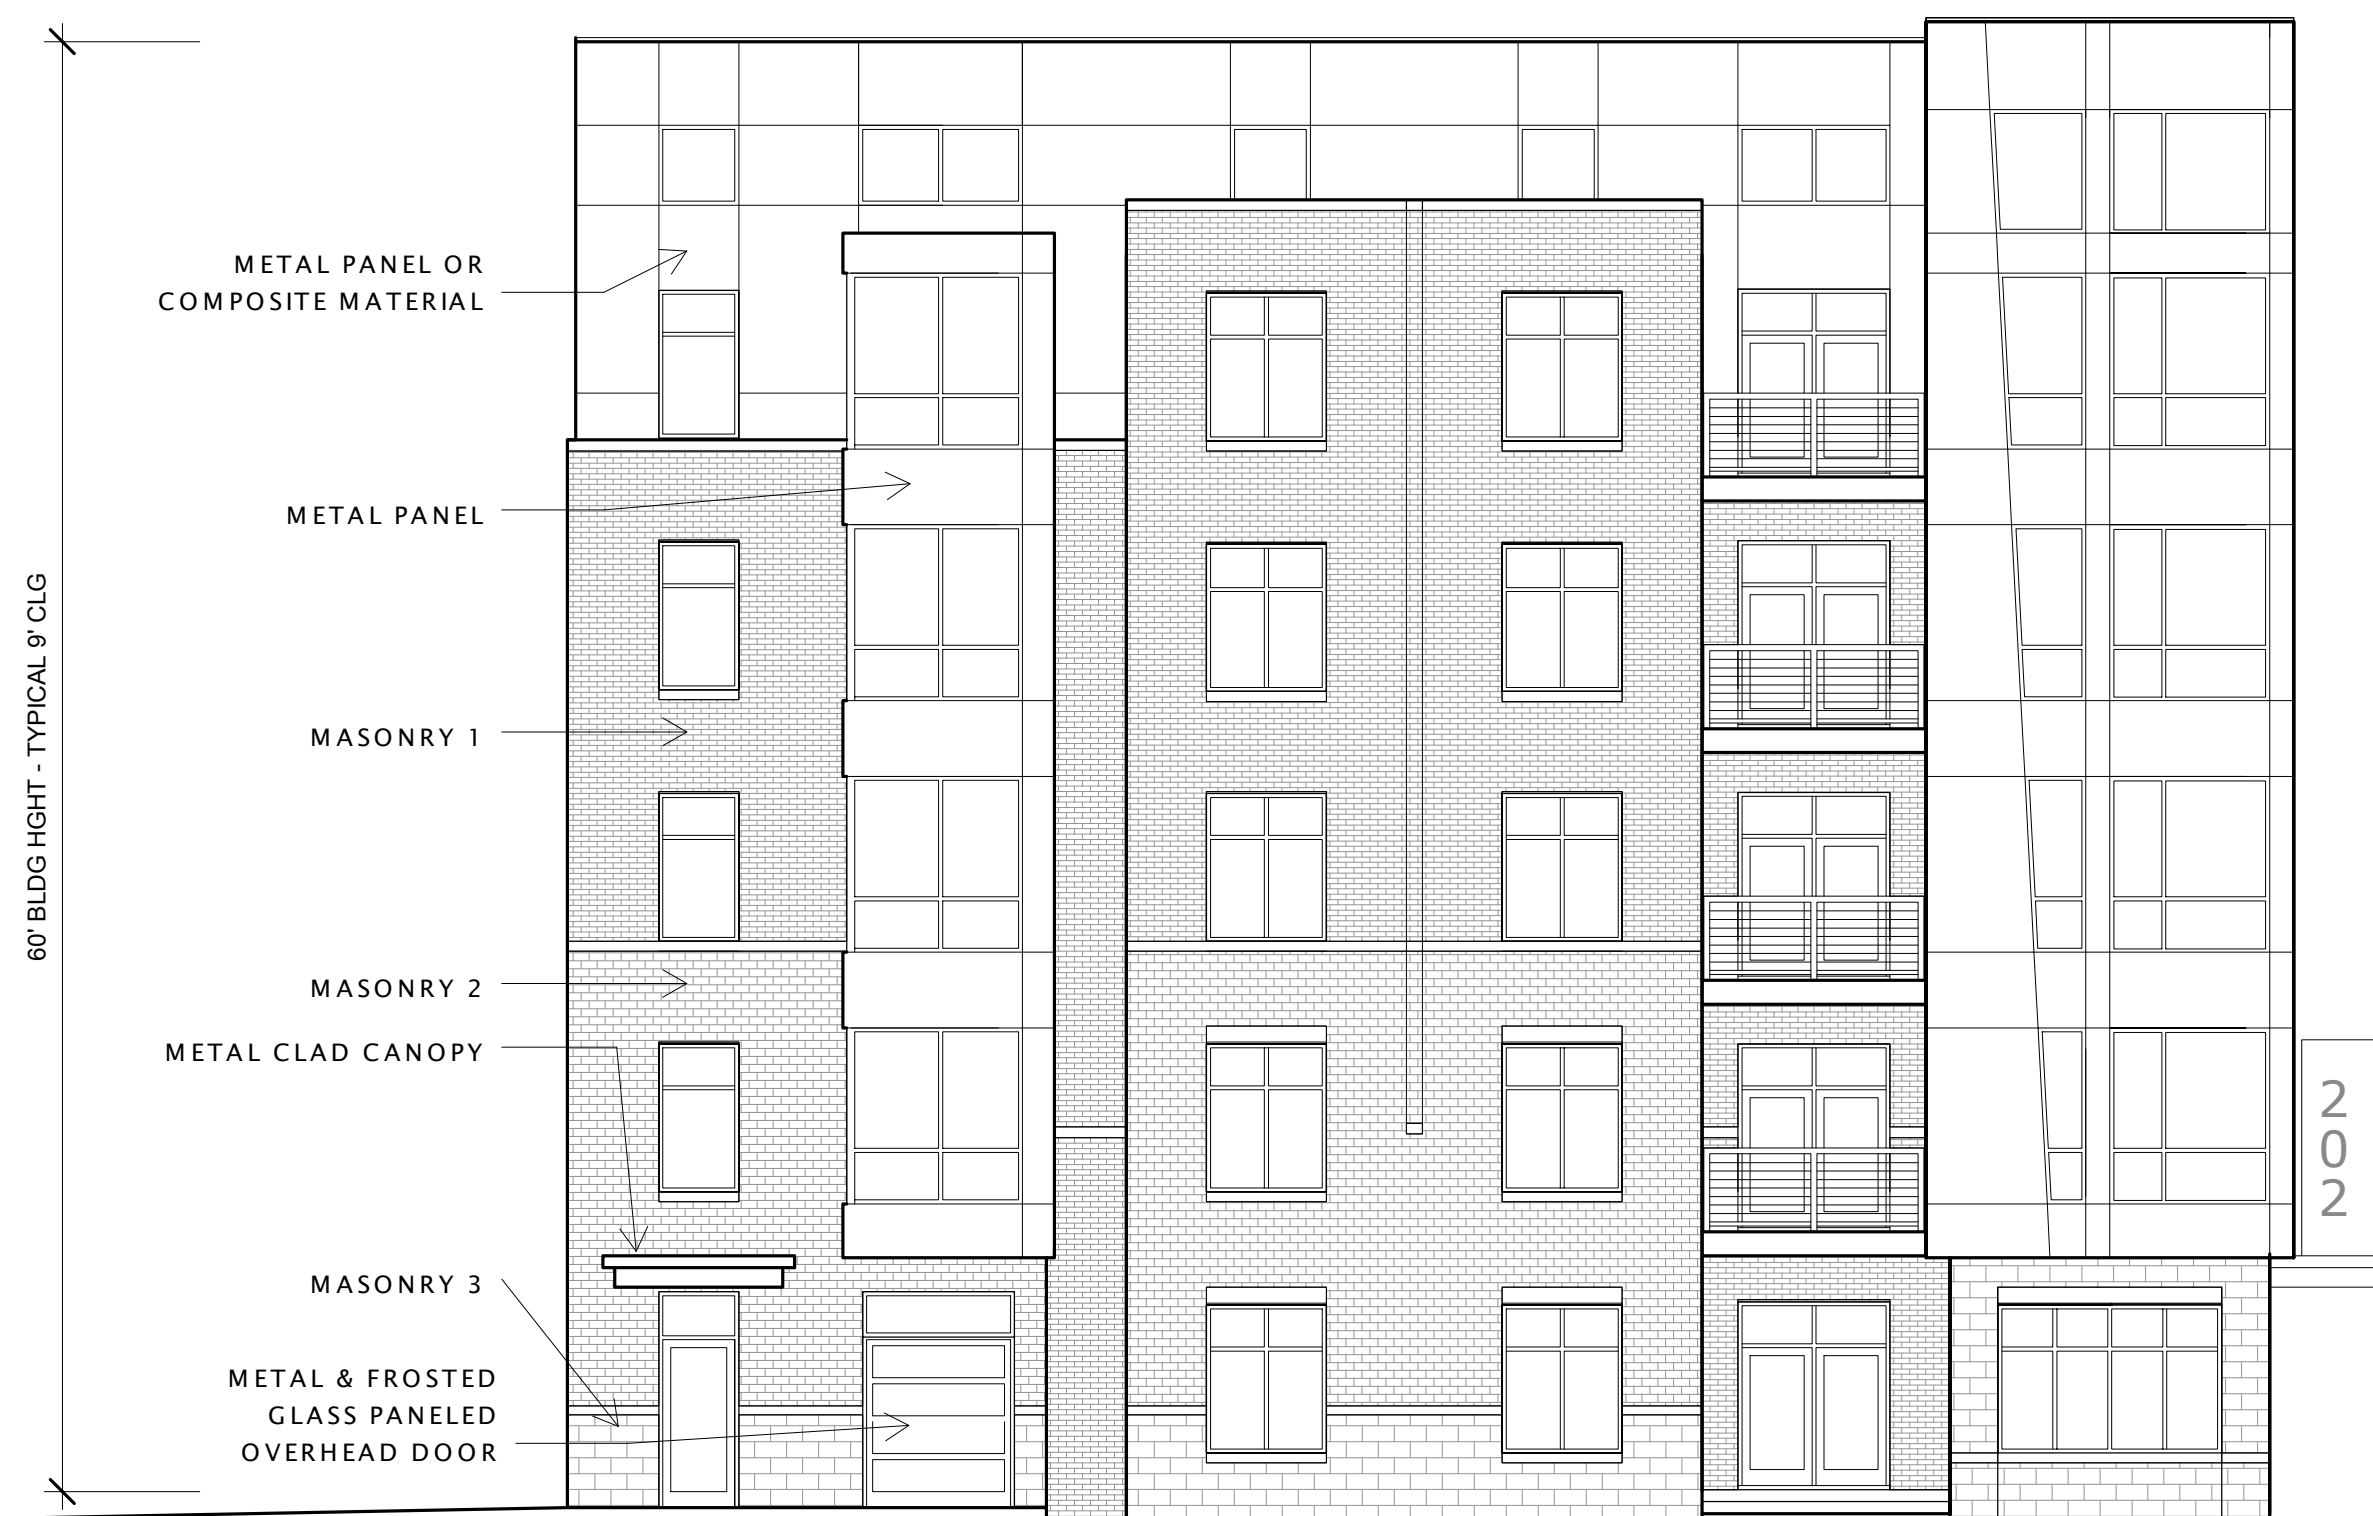 METAL PANEL OR
COMPOSITE MATERIAL
METAL PANEL
60' BLDG HGHT - TYPICAL 9' CLG
MASONRY 1
MASONRY 2
METAL CLAD CANOPY
MASONRY 3
METAL & FROSTED
GLASS PANELED
OVERHEAD DOOR
2
0
2